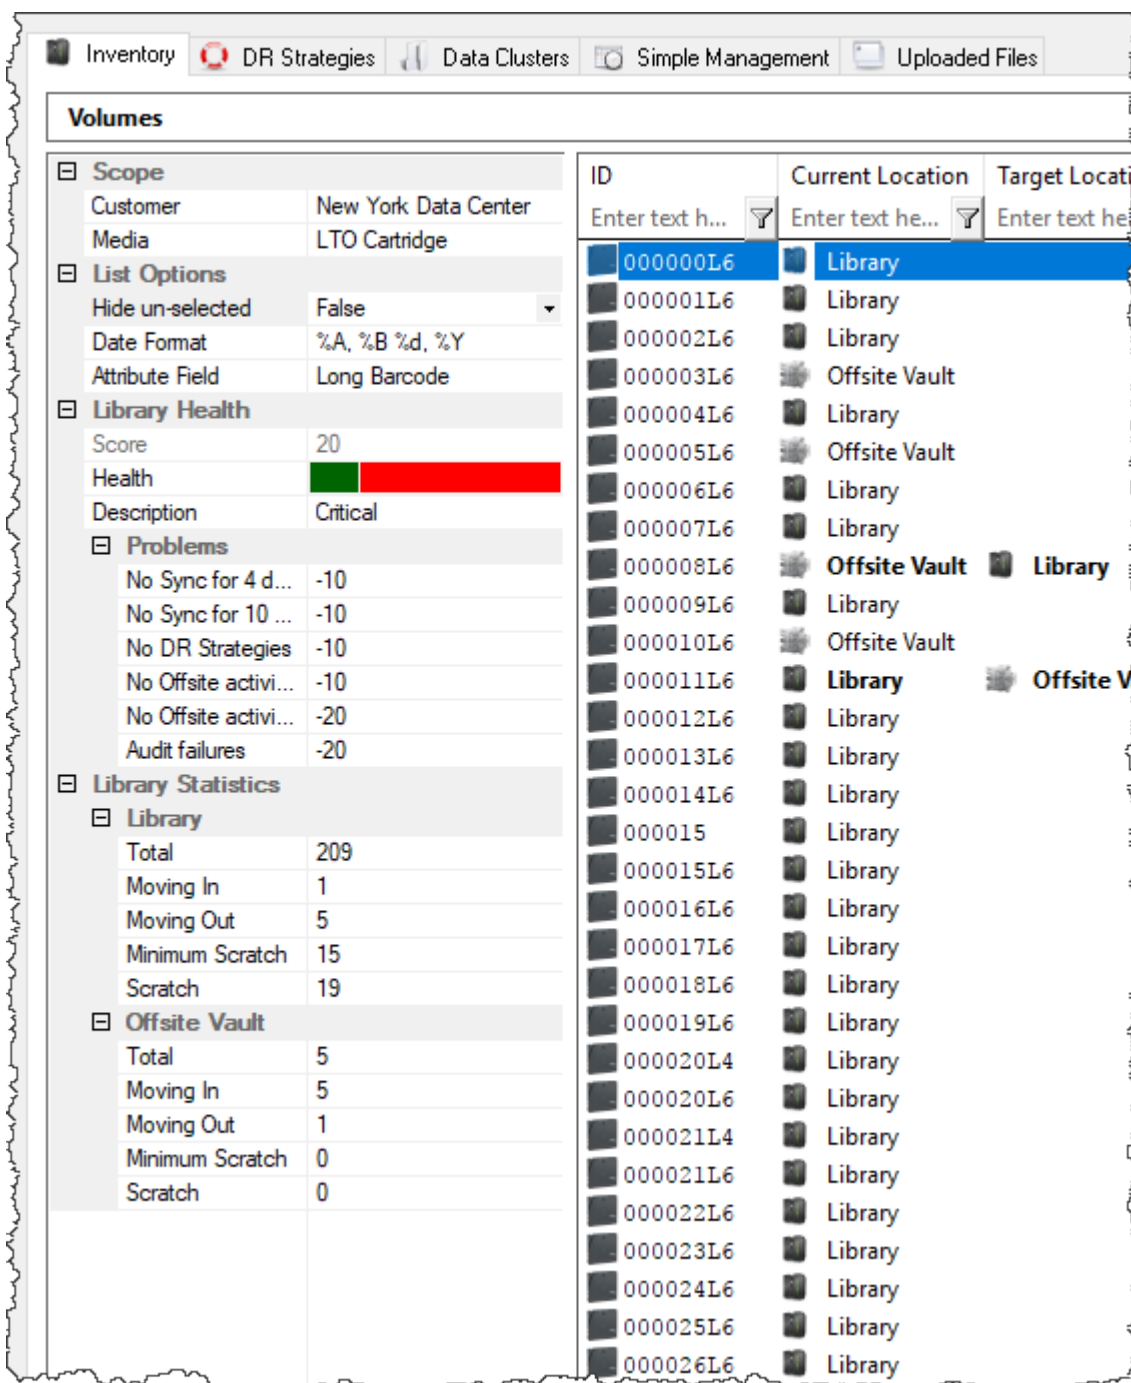 Inventory DR Strategies Data Clusters Simple Management Uploaded Files
Volumes
Scope
Customer New York Data Center
Media LTO Cartridge
List Options
Hide un-selected False
Date Format %A, %B %d, %Y
Attribute Field Long Barcode
Library Health
Score 20
Health
Description Critical
Problems
No Sync for 4 d... -10
No Sync for 10 ... -10
No DR Strategies -10
No Offsite activi... -10
No Offsite activi... -20
Audit failures -20
Library Statistics
Library
Total 209
Moving In 1
Moving Out 5
Minimum Scratch 15
Scratch 19
Offsite Vault
Total 5
Moving In 5
Moving Out 1
Minimum Scratch 0
Scratch 0
ID Current Location Target Locati
Enter text h... Enter text he... Enter text he
000000L6 Library
000001L6 Library
000002L6 Library
000003L6 Offsite Vault
000004L6 Library
000005L6 Offsite Vault
000006L6 Library
000007L6 Library
000008L6 Offsite Vault Library
000009L6 Library
000010L6 Offsite Vault
000011L6 Library Offsite V
000012L6 Library
000013L6 Library
000014L6 Library
000015 Library
000015L6 Library
000016L6 Library
000017L6 Library
000018L6 Library
000019L6 Library
000020L4 Library
000020L6 Library
000021L4 Library
000021L6 Library
000022L6 Library
000023L6 Library
000024L6 Library
000025L6 Library
000026L6 Library